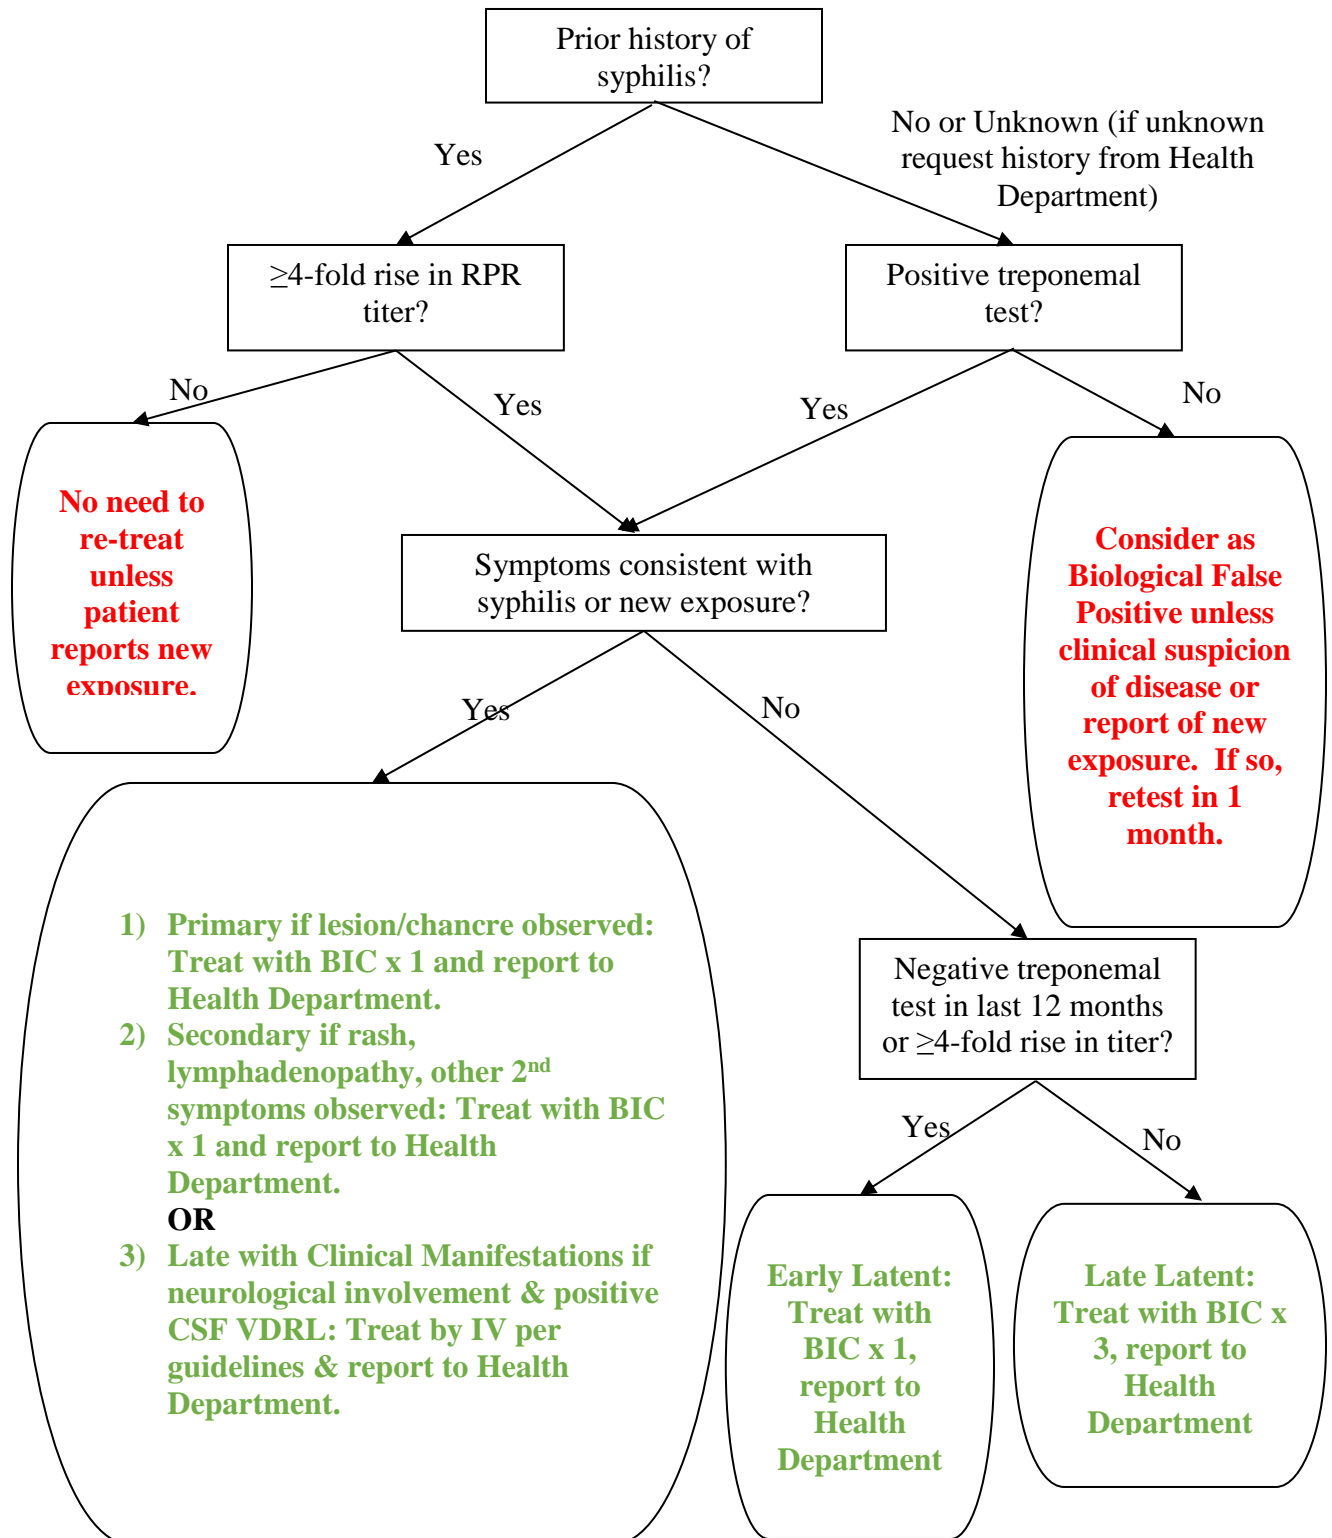 Prior history of
syphilis?
Yes
No or Unknown (if unknown
request history from Health
Department)
≥4-fold rise in RPR
titer?
Positive treponemal
test?
No
Yes
Yes
No
No need to
re-treat
unless
patient
reports new
exposure.
Symptoms consistent with
syphilis or new exposure?
Consider as
Biological False
Positive unless
clinical suspicion
of disease or
report of new
exposure.  If so,
retest in 1
month.
Yes
No
1) Primary if lesion/chancre observed:
Treat with BIC x 1 and report to
Health Department.
2) Secondary if rash,
lymphadenopathy, other 2nd
symptoms observed: Treat with BIC
x 1 and report to Health
Department.
OR
3) Late with Clinical Manifestations if
neurological involvement & positive
CSF VDRL: Treat by IV per
guidelines & report to Health
Department.
Negative treponemal
test in last 12 months
or ≥4-fold rise in titer?
Yes
No
Early Latent:
Treat with
BIC x 1,
report to
Health
Department
Late Latent:
Treat with BIC x
3, report to
Health
Department